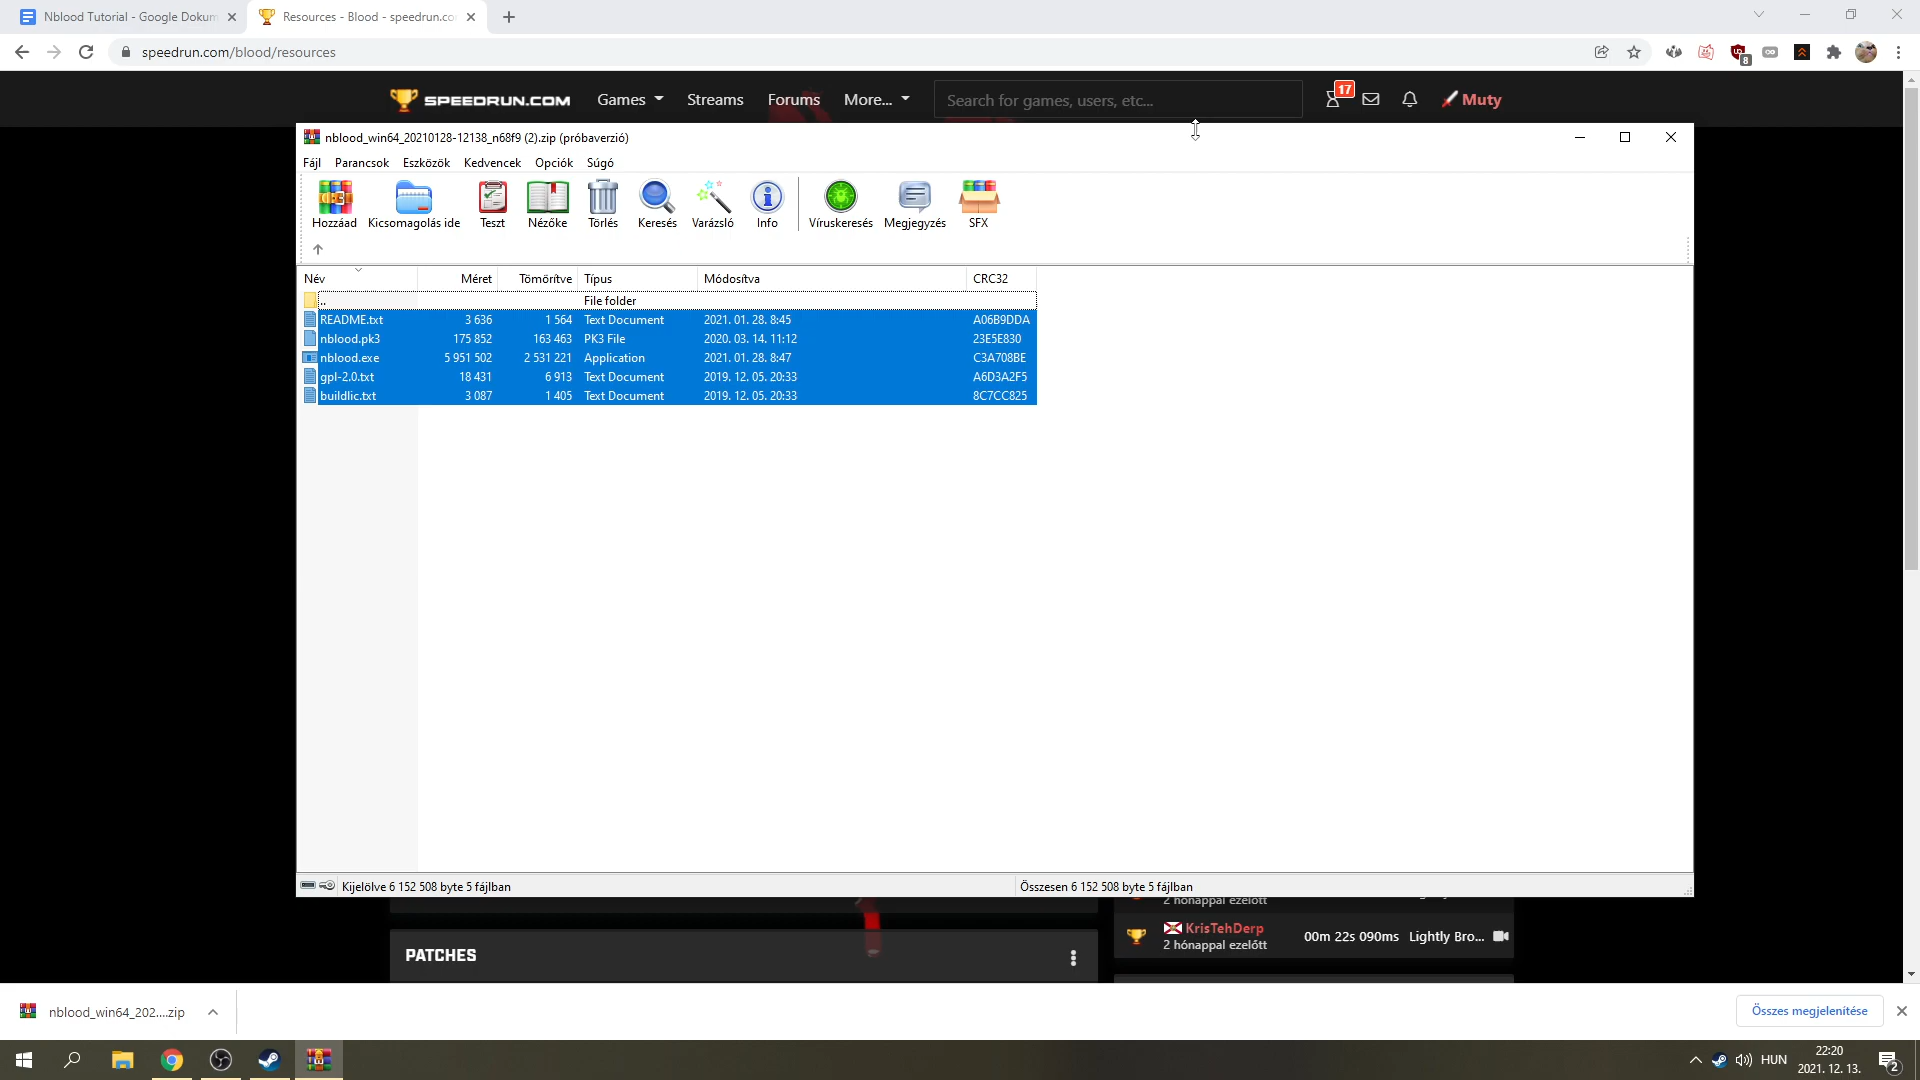 Nblood Tutorial - Google Dokum
Resources - Blood - speedrun.co
speedrun.com/blood/resources
8
SPEEDRUN.COM
Games
Streams
Forums
More...
Search for games, users, etc...
17
Muty
nblood_win64_20210128-12138_n68f9 (2).zip (próbaverzió)
Fájl Parancsok Eszközök Kedvencek Opciók Súgó
Hozzáad Kicsomagolás ide Teszt Nézőke Törlés Keresés Varázsló Info Víruskeresés Megjegyzés SFX
Név Méret Tömörítve Típus Módosítva CRC32
.. File folder
README.txt 3 636 1 564 Text Document 2021. 01. 28. 8:45 A06B9DDA
nblood.pk3 175 852 163 463 PK3 File 2020. 03. 14. 11:12 23E5E830
nblood.exe 5 951 502 2 531 221 Application 2021. 01. 28. 8:47 C3A708BE
gpl-2.0.txt 18 431 6 913 Text Document 2019. 12. 05. 20:33 A6D3A2F5
buildlic.txt 3 087 1 405 Text Document 2019. 12. 05. 20:33 8C7CC825
Kijelölve 6 152 508 byte 5 fájlban
Összesen 6 152 508 byte 5 fájlban
2 hónappal ezelőtt
KrisTehDerp
00m 22s 090ms Lightly Bro...
2 hónappal ezelőtt
PATCHES
nblood_win64_202....zip
Összes megjelenítése
HUN
22:20
2021. 12. 13.
2